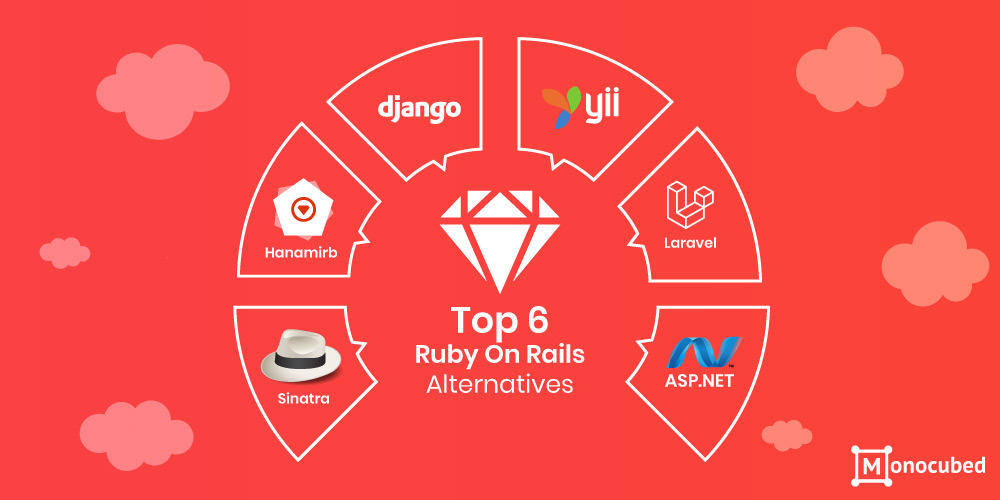 django
yii
Hanamirb
Laravel
Sinatra
Top 6
Ruby On Rails
Alternatives
ASP.NET
Monocubed